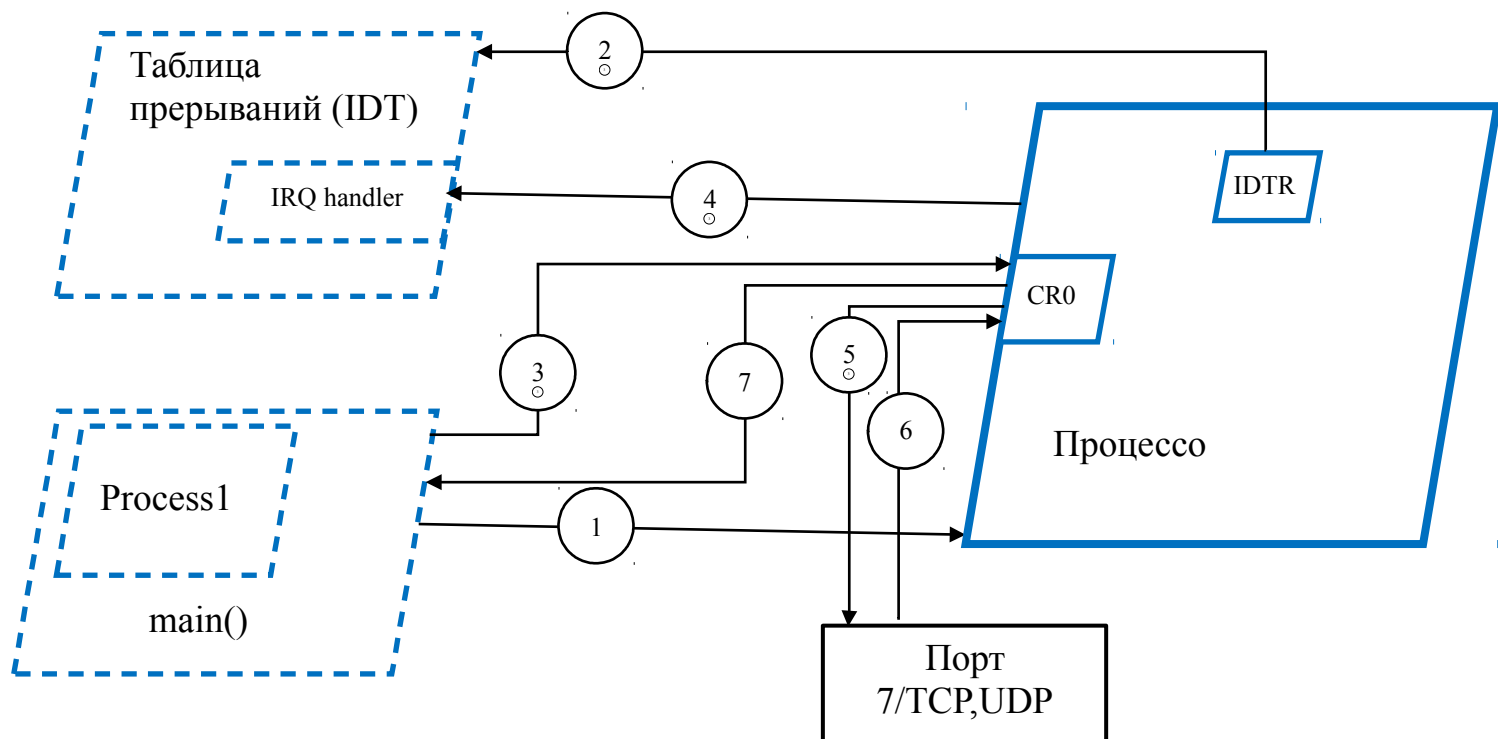 2
Таблица
прерываний (IDT)
IDTR
IRQ handler
4
CR0
3
7
5
6
Process1
Процессо
1
main()
Порт
7/TCP,UDP